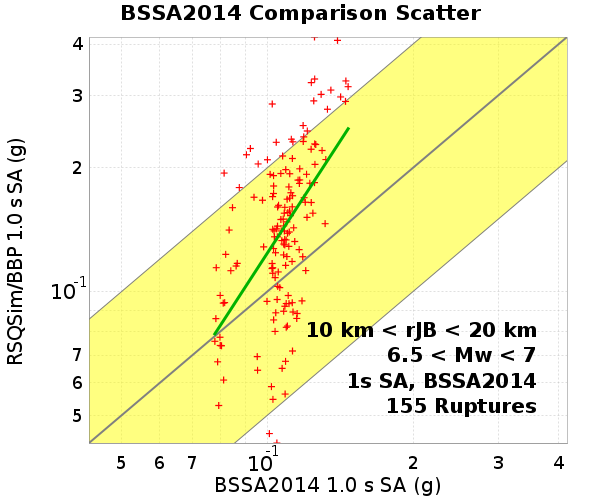 BSSA2014 Comparison Scatter
RSQSim/BBP 1.0 s SA (g)
4
3
2
10-1
7
6
5
10 km < rJB < 20 km
6.5 < Mw < 7
1s SA, BSSA2014
155 Ruptures
5 6 7 10-1 2 3 4
BSSA2014 1.0 s SA (g)